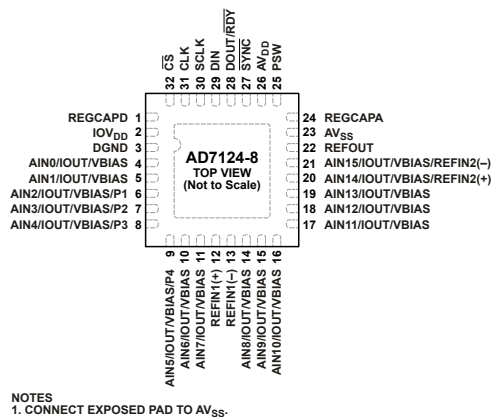 32 C̅S̅
31 CLK
30 SCLK
29 DIN
28 DOUT/R̅D̅Y̅
27 S̅Y̅N̅C̅
26 AVDD
25 PSW
REGCAPD 1
IOVDD 2
DGND 3
AIN0/IOUT/VBIAS 4
AIN1/IOUT/VBIAS 5
AIN2/IOUT/VBIAS/P1 6
AIN3/IOUT/VBIAS/P2 7
AIN4/IOUT/VBIAS/P3 8
AD7124-8
TOP VIEW
(Not to Scale)
24 REGCAPA
23 AVSS
22 REFOUT
21 AIN15/IOUT/VBIAS/REFIN2(–)
20 AIN14/IOUT/VBIAS/REFIN2(+)
19 AIN13/IOUT/VBIAS
18 AIN12/IOUT/VBIAS
17 AIN11/IOUT/VBIAS
AIN5/IOUT/VBIAS/P4 9
AIN6/IOUT/VBIAS 10
AIN7/IOUT/VBIAS 11
REFIN1(+) 12
REFIN1(–) 13
AIN8/IOUT/VBIAS 14
AIN9/IOUT/VBIAS 15
AIN10/IOUT/VBIAS 16
NOTES
1. CONNECT EXPOSED PAD TO AVSS.